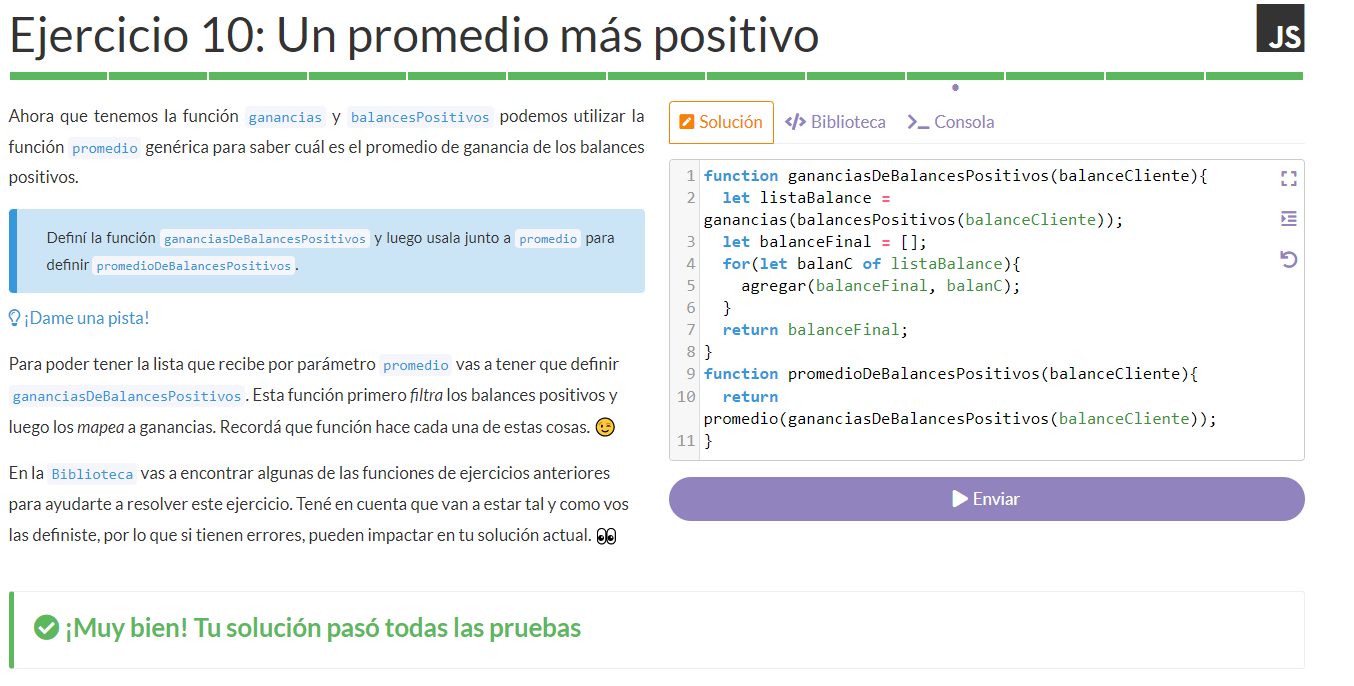 Ejercicio 10: Un promedio más positivo
JS
Ahora que tenemos la función ganancias y balancesPositivos podemos utilizar la
función promedio genérica para saber cuál es el promedio de ganancia de los balances
positivos.
Definí la función gananciasDeBalancesPositivos y luego usala junto a promedio para
definir promedioDeBalancesPositivos.
¡Dame una pista!
Para poder tener la lista que recibe por parámetro promedio vas a tener que definir
gananciasDeBalancesPositivos. Esta función primero filtra los balances positivos y
luego los mapea a ganancias. Recordá que función hace cada una de estas cosas. 😉
En la Biblioteca vas a encontrar algunas de las funciones de ejercicios anteriores
para ayudarte a resolver este ejercicio. Tené en cuenta que van a estar tal y como vos
las definiste, por lo que si tienen errores, pueden impactar en tu solución actual. 👀
Solución </> Biblioteca >_ Consola
1 function gananciasDeBalancesPositivos(balanceCliente){
2 let listaBalance =
ganancias(balancesPositivos(balanceCliente));
3 let balanceFinal = [];
4 for(let balanC of listaBalance){
5 agregar(balanceFinal, balanC);
6 }
7 return balanceFinal;
8 }
9 function promedioDeBalancesPositivos(balanceCliente){
10 return
promedio(gananciasDeBalancesPositivos(balanceCliente));
11 }
Enviar
¡Muy bien! Tu solución pasó todas las pruebas